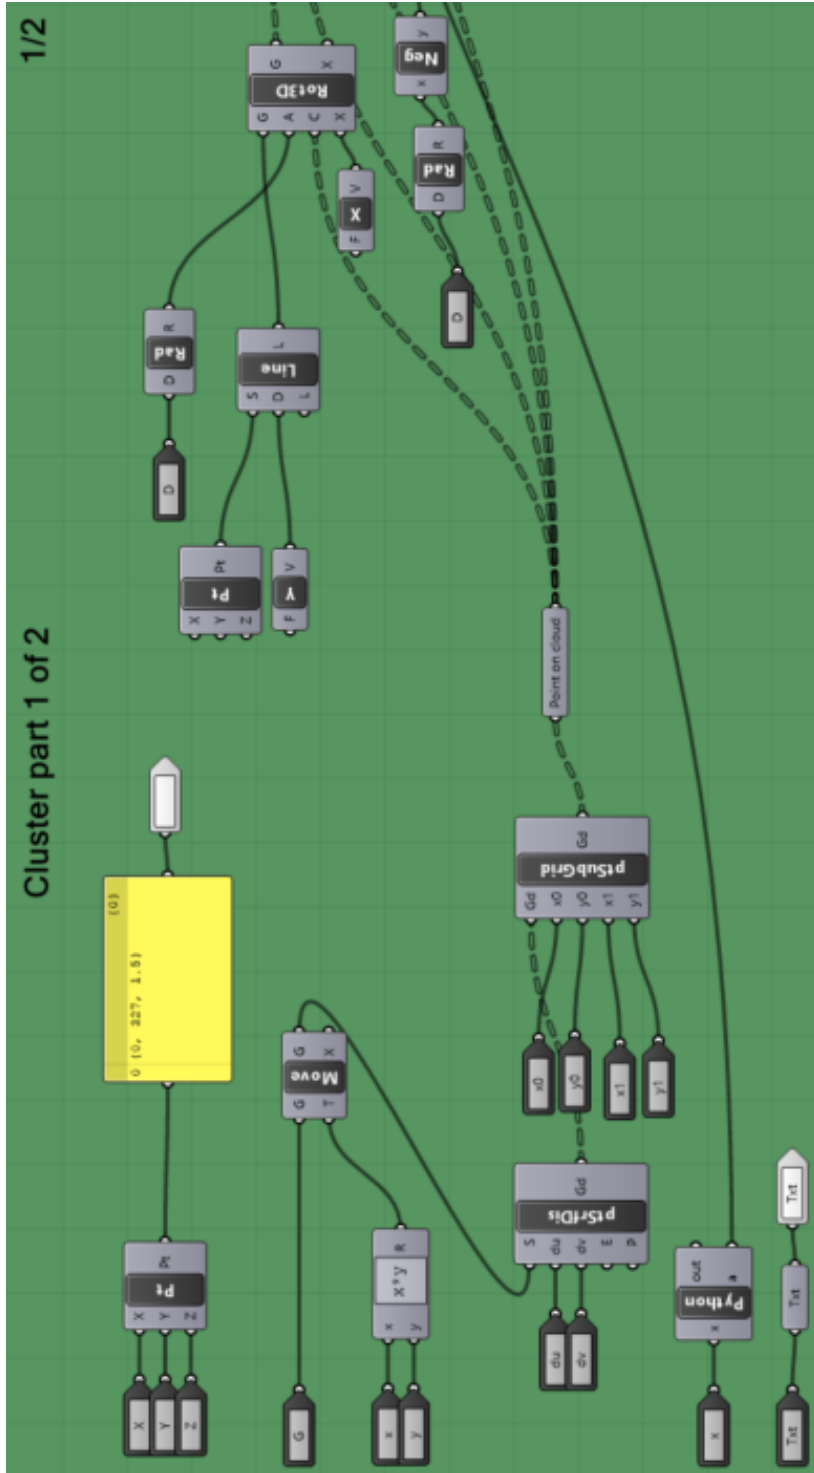 Cluster part 1 of 2
1/2
X
Y
Z
X
Y
Z
Pt
Pt
{0}
0 {0, 327, 1.5}
D
D
Rad
R
X
Y
Z
Pt
Pt
F
Y
V
S
D
L
Line
L
G
A
C
X
Rot3D
G
X
F
X
V
D
D
Rad
R
x
Neg
y
G
G
T
Move
G
X
x
y
x
y
x*y
R
du
dv
S
du
dv
E
P
ptSrfDis
Gd
x0
y0
x1
y1
Gd
x0
y0
x1
y1
ptSubGrid
Gd
Point on cloud
x
x
Python
out
a
Txt
Txt
Txt